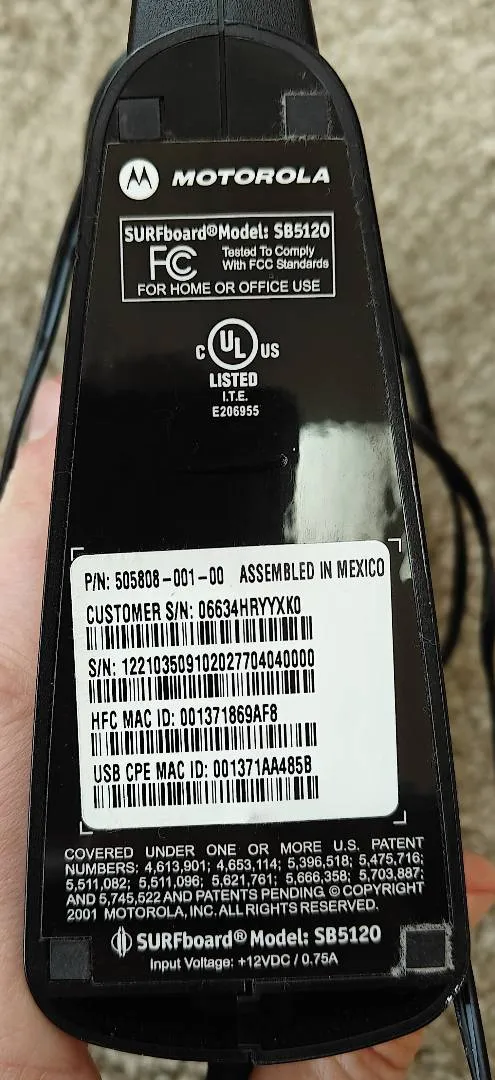 MOTOROLA
SURFboard® Model: SB5120
FC Tested To Comply
With FCC Standards
FOR HOME OR OFFICE USE
C UL US
LISTED
I.T.E.
E206955
P/N: 505808-001-00 ASSEMBLED IN MEXICO
CUSTOMER S/N: 06634HRYYXK0
S/N: 122103509102027704040000
HFC MAC ID: 001371869AF8
USB CPE MAC ID: 001371AA485B
COVERED UNDER ONE OR MORE U.S. PATENT
NUMBERS: 4,613,901; 4,653,114; 5,396,518; 5,475,716;
5,511,082; 5,511,096; 5,621,761; 5,666,358; 5,703,887;
AND 5,745,522 AND PATENTS PENDING © COPYRIGHT
2001 MOTOROLA, INC. ALL RIGHTS RESERVED.
SURFboard® Model: SB5120
Input Voltage: +12VDC / 0.75A